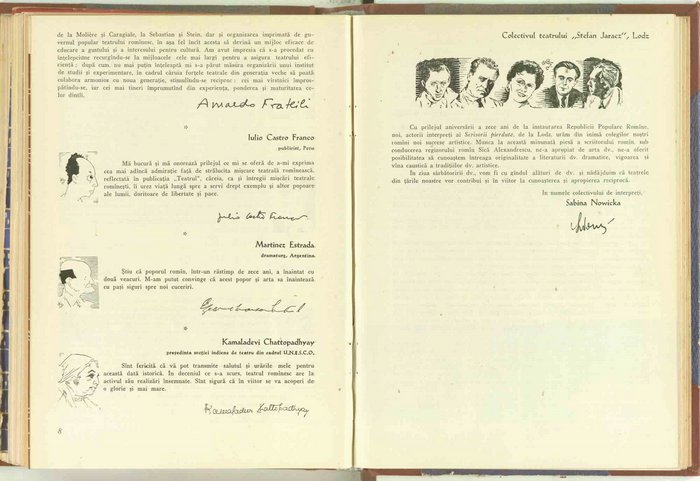 de la Molière și Caragiale, la Sebastian și Stein, dar și organizarea imprimată de gu-
vernul popular teatrului romînesc, în așa fel încît acesta să devină un mijloc eficace de
educare a gustului și a interesului pentru cultură. Am avut impresia că s-a procedat cu
înțelepciune recurgîndu-se la mijloacele cele mai largi pentru a asigura teatrului efi-
ciență; după cum, nu mai puțin înțeleaptă mi s-a părut măsura organizării unui institut
de studii și experimentare, în cadrul căruia forțele teatrale din generația veche să poată
colabora armonios cu noua generație, stimulîndu-se reciproc: cei mai vîrstnici împros-
pătîndu-se, iar cei mai tineri împrumutînd din experiența, ponderea și maturitatea ce-
lor dintîi.
Arnaldo Frateili
*
Iulio Castro Franco
publicist, Peru
Mă bucură și mă onorează prilejul ce mi se oferă de a-mi exprima
cea mai adîncă admirație față de strălucita mișcare teatrală romînească,
reflectată în publicația „Teatrul", căreia, ca și întregii mișcări teatrale
romînești, îi urez viață lungă spre a servi drept exemplu și altor popoare
ale lumii, doritoare de libertate și pace.
Julio Castro Franco
*
Martinez Estrada
dramaturg, Argentina
Știu că poporul romîn, într-un răstimp de zece ani, a înaintat cu
două veacuri. M-am putut convinge că acest popor și arta sa înaintează
cu pași siguri spre noi cuceriri.
*
Kamaladevi Chattopadhyay
președinta secției indiene de teatru din cadrul U.N.E.S.C.O.
Sînt fericită că vă pot transmite salutul și urările mele pentru
această dată istorică. În deceniul ce s-a scurs, teatrul romînesc are la
activul său realizări însemnate. Sînt sigură că în viitor se va acoperi de
o glorie și mai mare.
Kamaladevi Chattopadhyay
8
Colectivul teatrului „Stefan Jaracz", Lodz
Cu prilejul aniversării a zece ani de la instaurarea Republicii Populare Romîne,
noi, actorii interpreți ai Scrisorii pierdute, de la Lodz, urăm din inimă colegilor noștri
romîni noi succese artistice. Munca la această minunată piesă a scriitorului romîn, sub
conducerea regizorului romîn Sică Alexandrescu, ne-a apropiat de arta dv., ne-a oferit
posibilitatea să cunoaștem întreaga originalitate a literaturii dv. dramatice, vigoarea și
vîna caustică a tradițiilor dv. artistice.
În ziua sărbătoririi dv., vom fi cu gîndul alături de dv. și nădăjduim că teatrele
din țările noastre vor contribui și în viitor la cunoașterea și apropierea reciprocă.
În numele colectivului de interpreți,
Sabina Nowicka